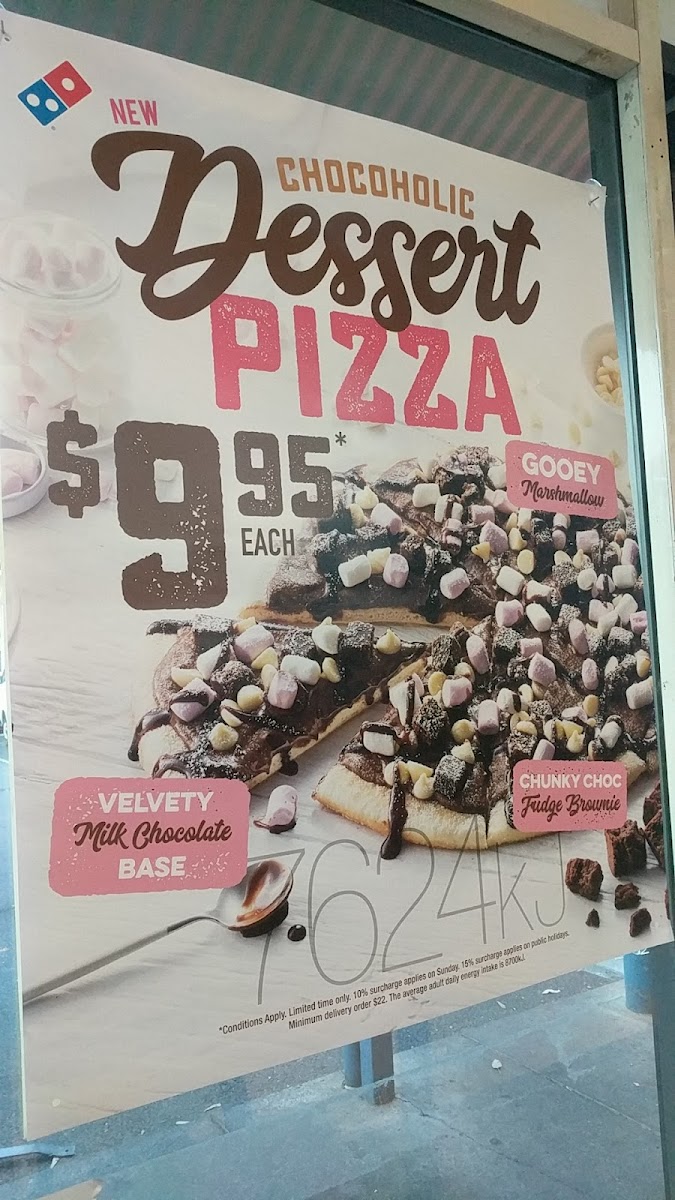 NEW
CHOCOHOLIC
Dessert
PIZZA
$9 95*
EACH
GOOEY
Marshmallow
CHUNKY CHOC
Fudge Brownie
VELVETY
Milk Chocolate
BASE
7624kJ
*Conditions Apply. Limited time only. 10% surcharge applies on Sunday. 15% surcharge applies on public holidays.
Minimum delivery order $22. The average adult daily energy intake is 8700kJ.